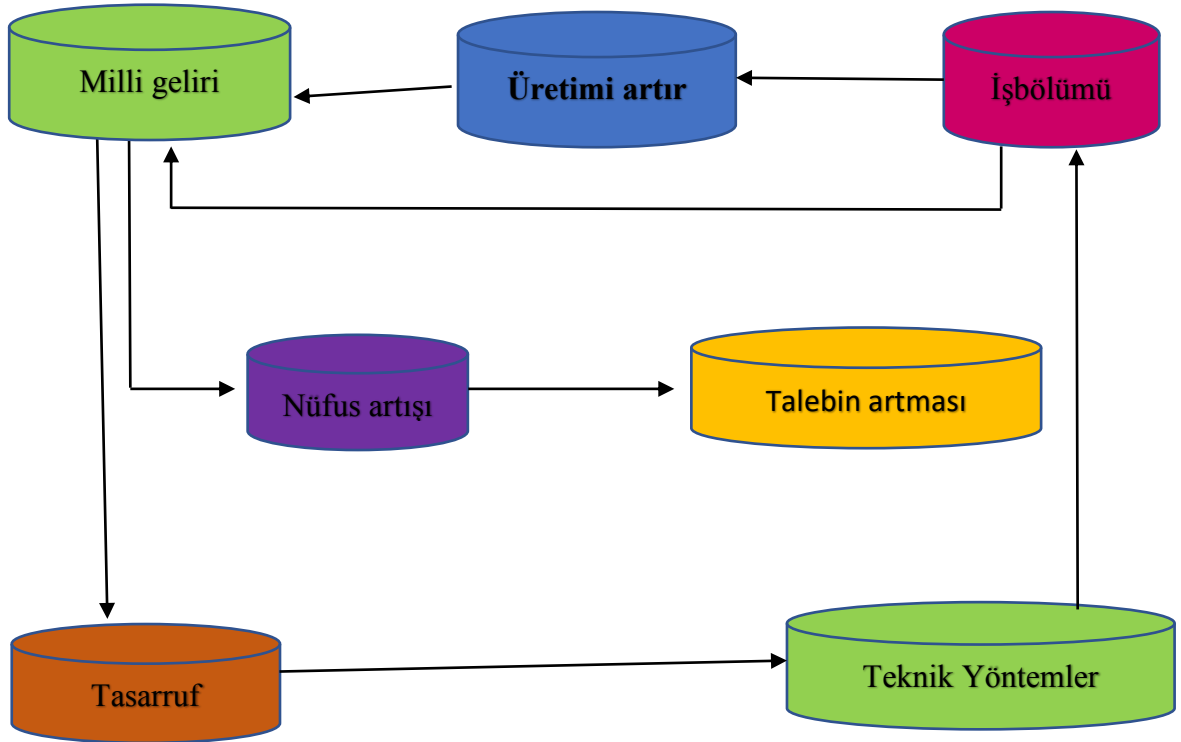 Milli geliri
Üretimi artır
İşbölümü
Nüfus artışı
Talebin artması
Tasarruf
Teknik Yöntemler